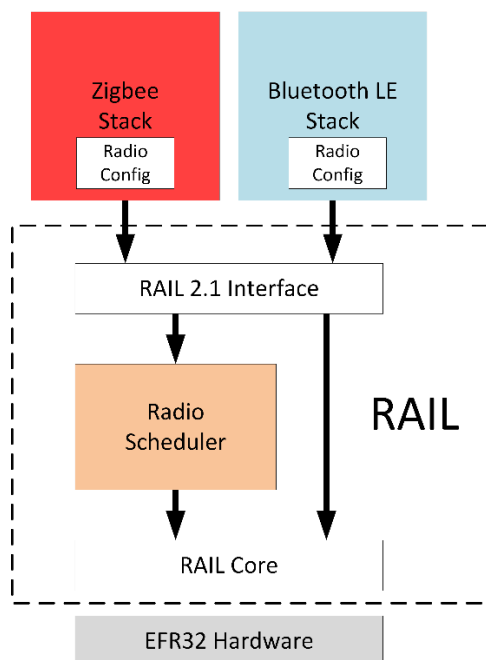 Zigbee
Stack
Radio
Config
Bluetooth LE
Stack
Radio
Config
RAIL 2.1 Interface
Radio
Scheduler
RAIL
RAIL Core
EFR32 Hardware